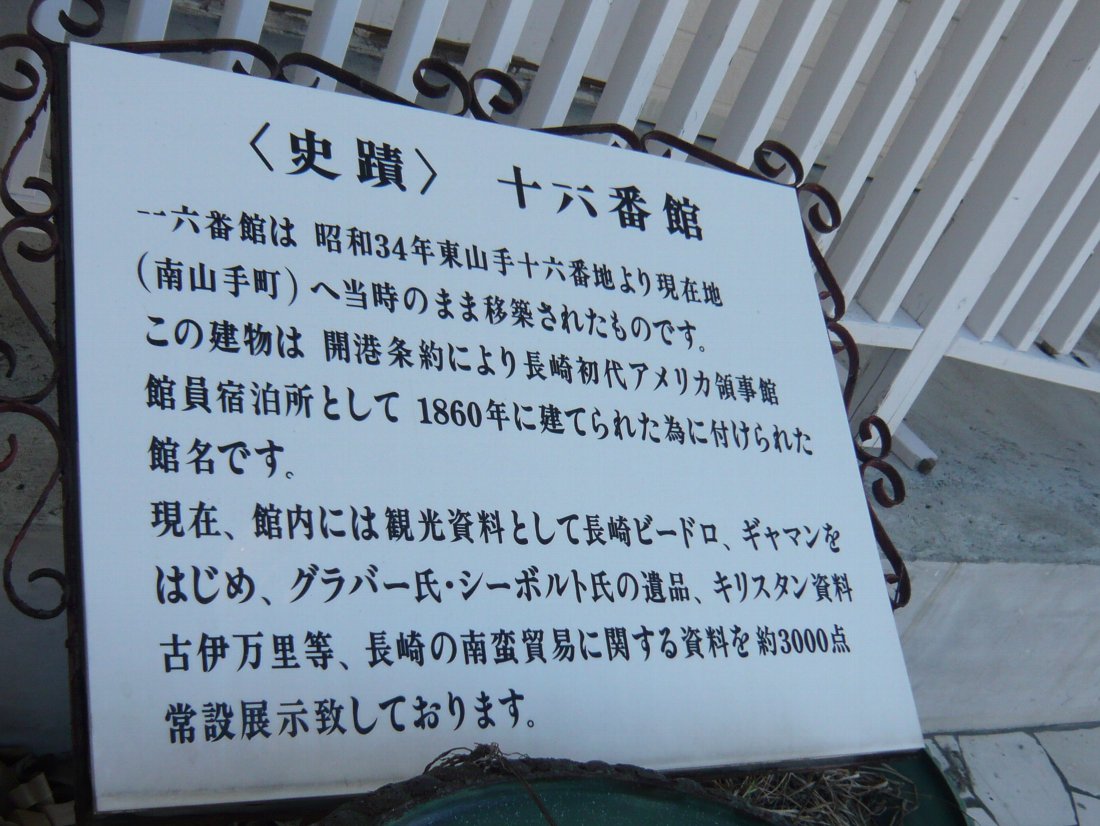 〈史蹟〉 十六番館
十六番館は 昭和34年東山手十六番地より現在地
(南山手町)へ当時のまま移築されたものです。
この建物は 開港条約により長崎初代アメリカ領事館
館員宿泊所として 1860年に建てられた為に付けられた
館名です。
現在、館内には観光資料として長崎ビードロ、ギヤマンを
はじめ、グラバー氏・シーボルト氏の遺品、キリスタン資料
古伊万里等、長崎の南蛮貿易に関する資料を約3000点
常設展示致しております。